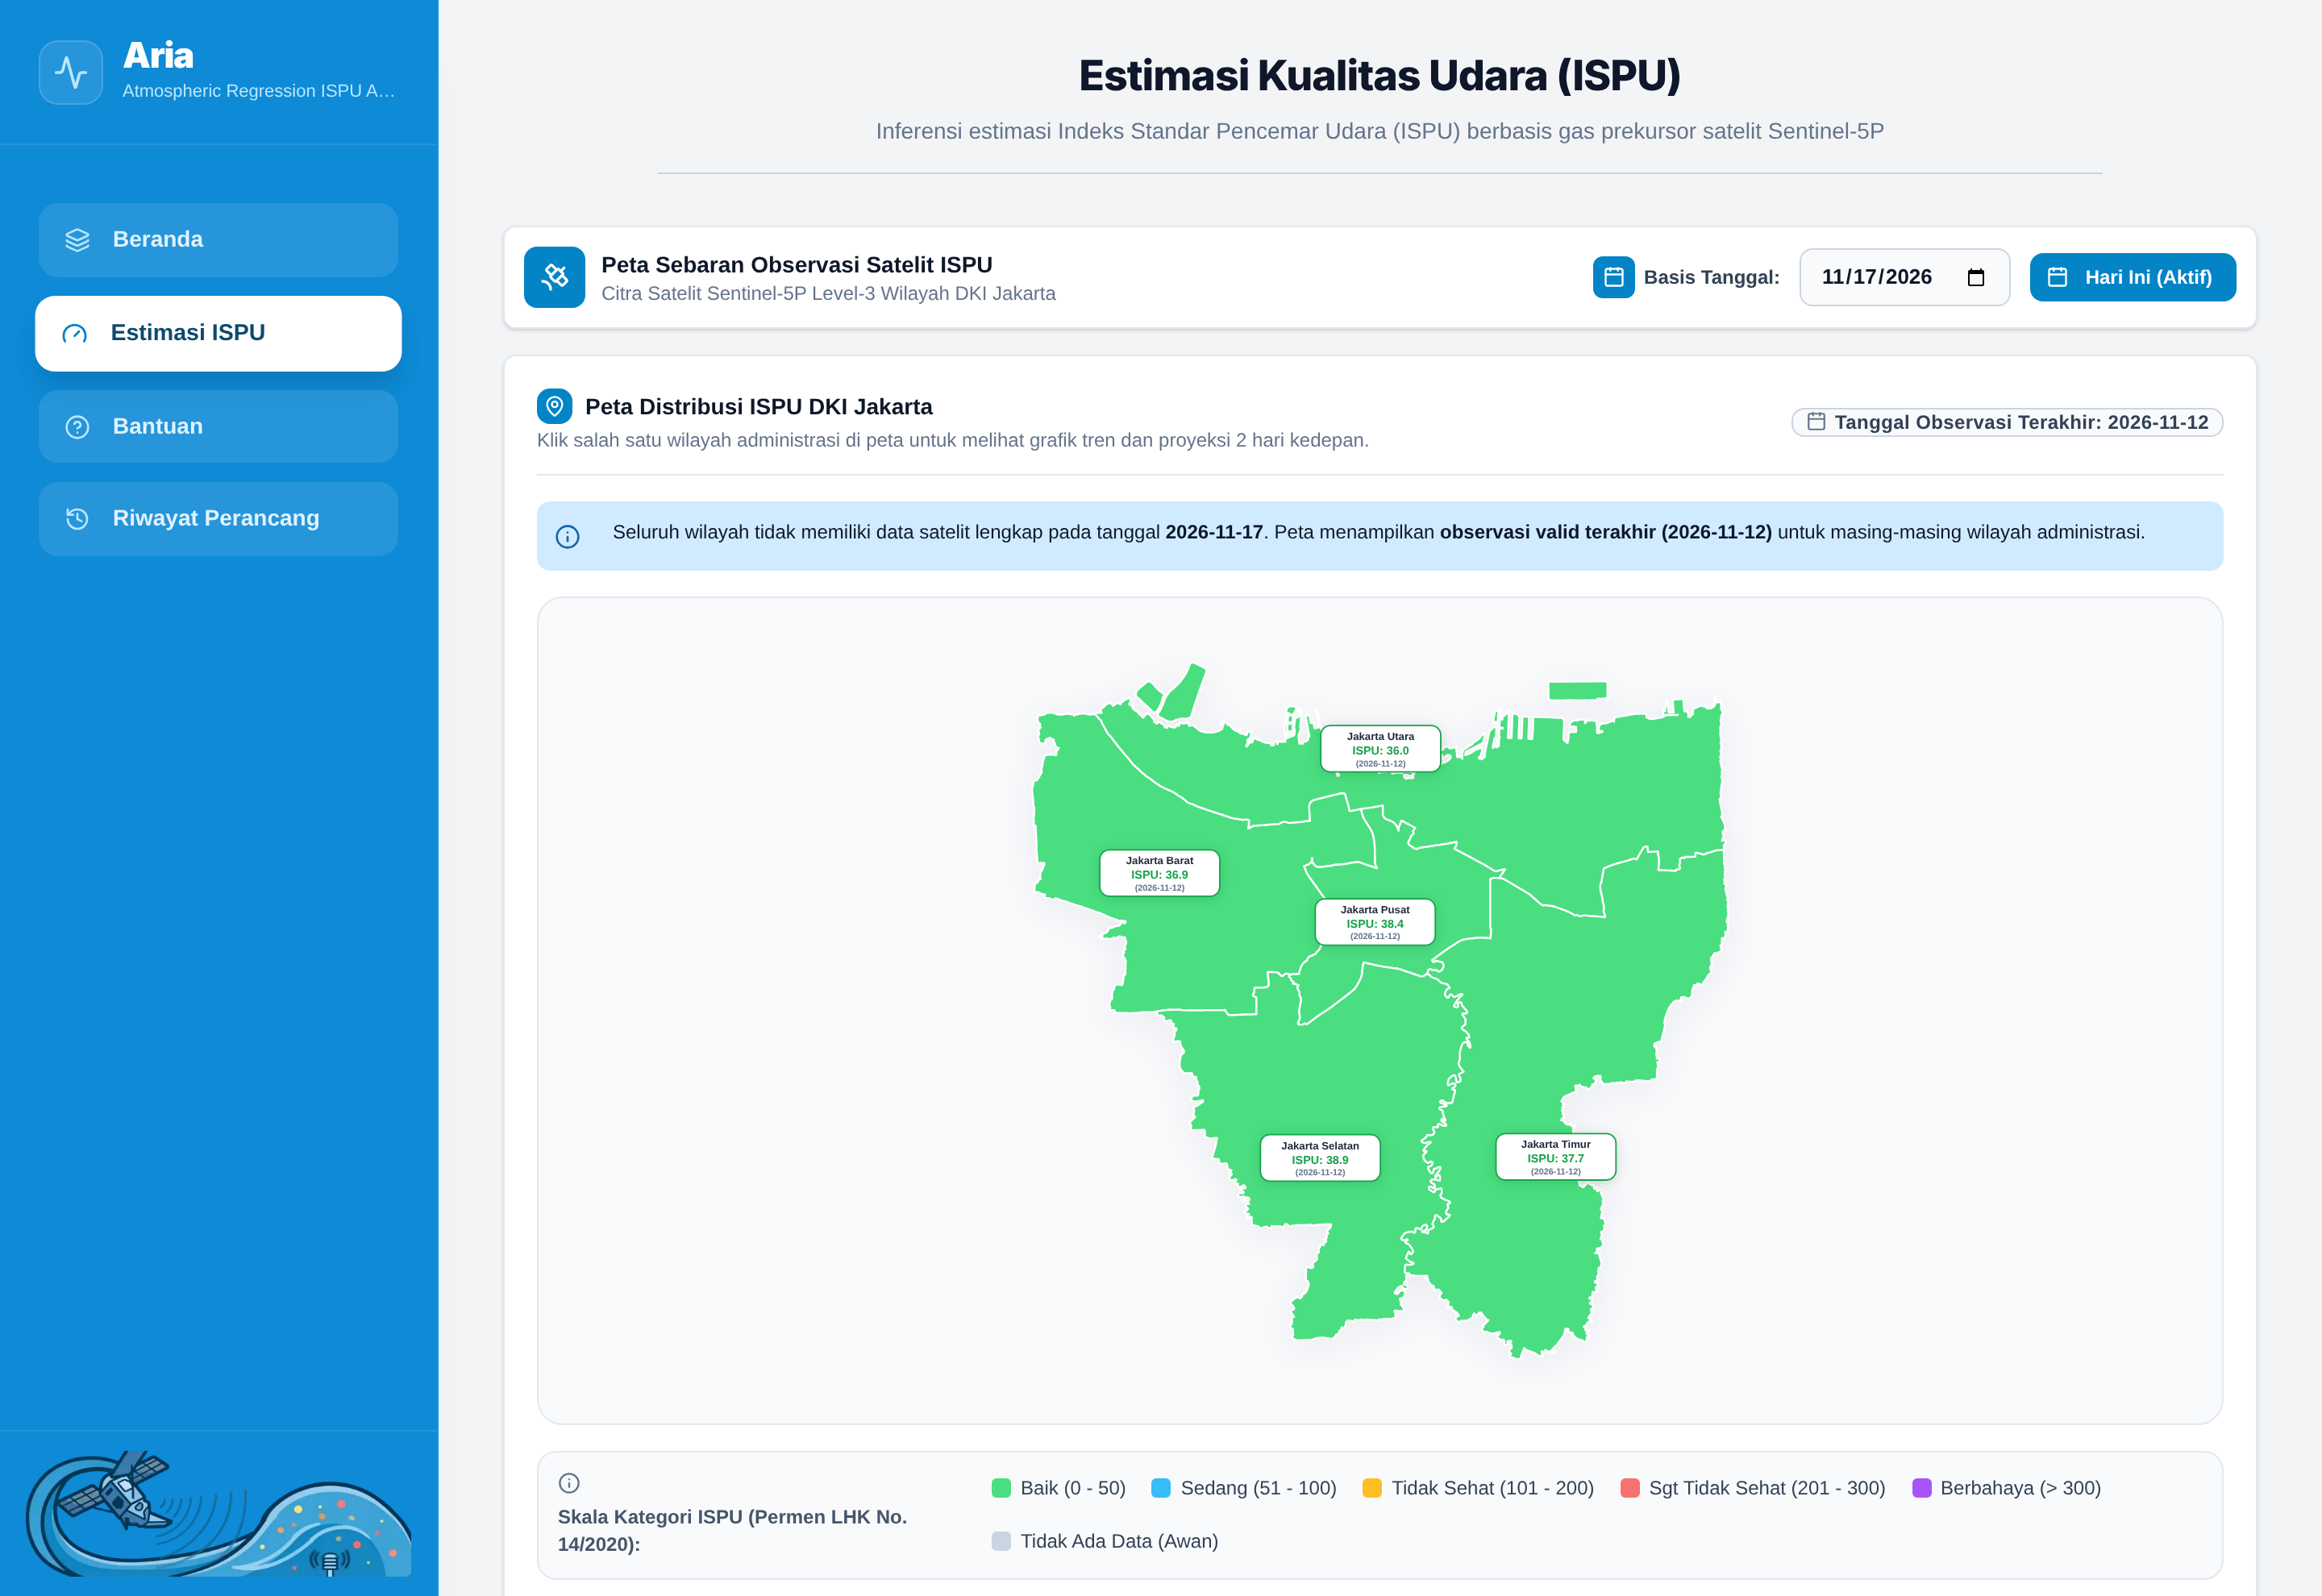 Aria
Atmospheric Regression ISPU A...
Beranda
Estimasi ISPU
Bantuan
Riwayat Perancang
Estimasi Kualitas Udara (ISPU)
Inferensi estimasi Indeks Standar Pencemar Udara (ISPU) berbasis gas prekursor satelit Sentinel-5P
Peta Sebaran Observasi Satelit ISPU
Citra Satelit Sentinel-5P Level-3 Wilayah DKI Jakarta
Basis Tanggal:
11/17/2026
Hari Ini (Aktif)
Peta Distribusi ISPU DKI Jakarta
Klik salah satu wilayah administrasi di peta untuk melihat grafik tren dan proyeksi 2 hari kedepan.
Tanggal Observasi Terakhir: 2026-11-12
Seluruh wilayah tidak memiliki data satelit lengkap pada tanggal 2026-11-17. Peta menampilkan observasi valid terakhir (2026-11-12) untuk masing-masing wilayah administrasi.
Jakarta Utara
ISPU: 36.0
(2026-11-12)
Jakarta Barat
ISPU: 36.9
(2026-11-12)
Jakarta Pusat
ISPU: 38.4
(2026-11-12)
Jakarta Selatan
ISPU: 38.9
(2026-11-12)
Jakarta Timur
ISPU: 37.7
(2026-11-12)
Skala Kategori ISPU (Permen LHK No.
14/2020):
Baik (0 - 50)
Sedang (51 - 100)
Tidak Sehat (101 - 200)
Sgt Tidak Sehat (201 - 300)
Berbahaya (> 300)
Tidak Ada Data (Awan)